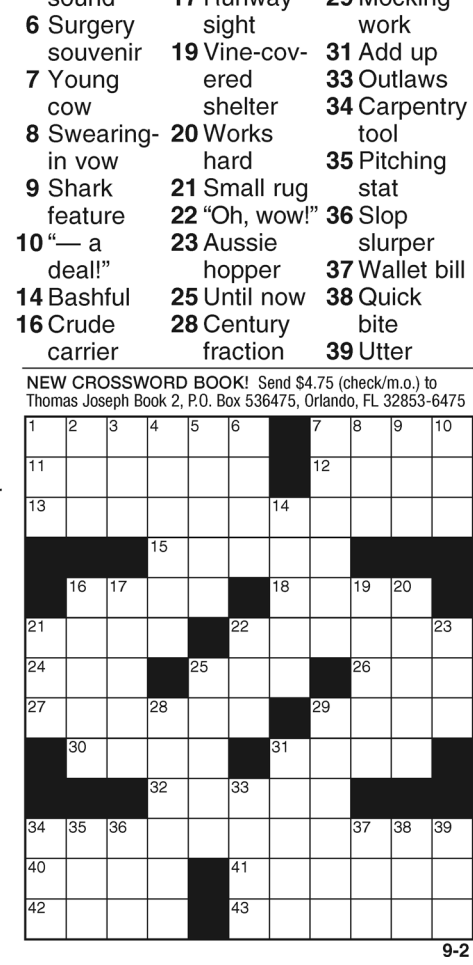 6 Surgery
souvenir
7 Young
cow
8 Swearing-
in vow
9 Shark
feature
10 “— a
deal!”
14 Bashful
16 Crude
carrier
sight
19 Vine-cov-
ered
shelter
20 Works
hard
21 Small rug
22 “Oh, wow!”
23 Aussie
hopper
25 Until now
28 Century
fraction
work
31 Add up
33 Outlaws
34 Carpentry
tool
35 Pitching
stat
36 Slop
slurper
37 Wallet bill
38 Quick
bite
39 Utter
NEW CROSSWORD BOOK! Send $4.75 (check/m.o.) to
Thomas Joseph Book 2, P.O. Box 536475, Orlando, FL 32853-6475
1 2 3 4 5 6 7 8 9 10
11 12
13 14
15
16 17 18 19 20
21 22 23
24 25 26
27 28 29
30 31
32 33
34 35 36 37 38 39
40 41
42 43
9-2